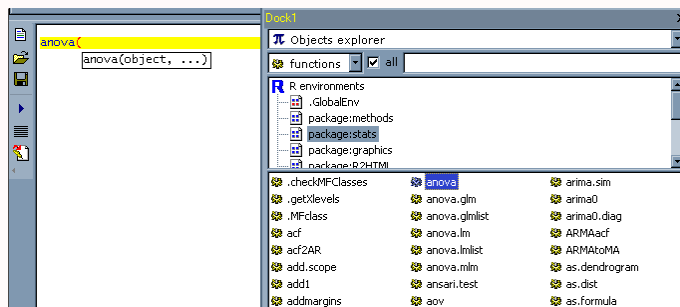 Dock1
anova(
anova(object, ...)
π Objects explorer
functions all
R R environments
.GlobalEnv
package:methods
package:stats
package:graphics
package:R2HTML
.checkMFClasses anova arima.sim
.getXlevels anova.glm arima0
.MFclass anova.glmlist arima0.diag
acf anova.lm ARMAacf
acf2AR anova.lmlist ARMAtoMA
add.scope anova.mlm as.dendrogram
add1 ansari.test as.dist
addmargins aov as.formula